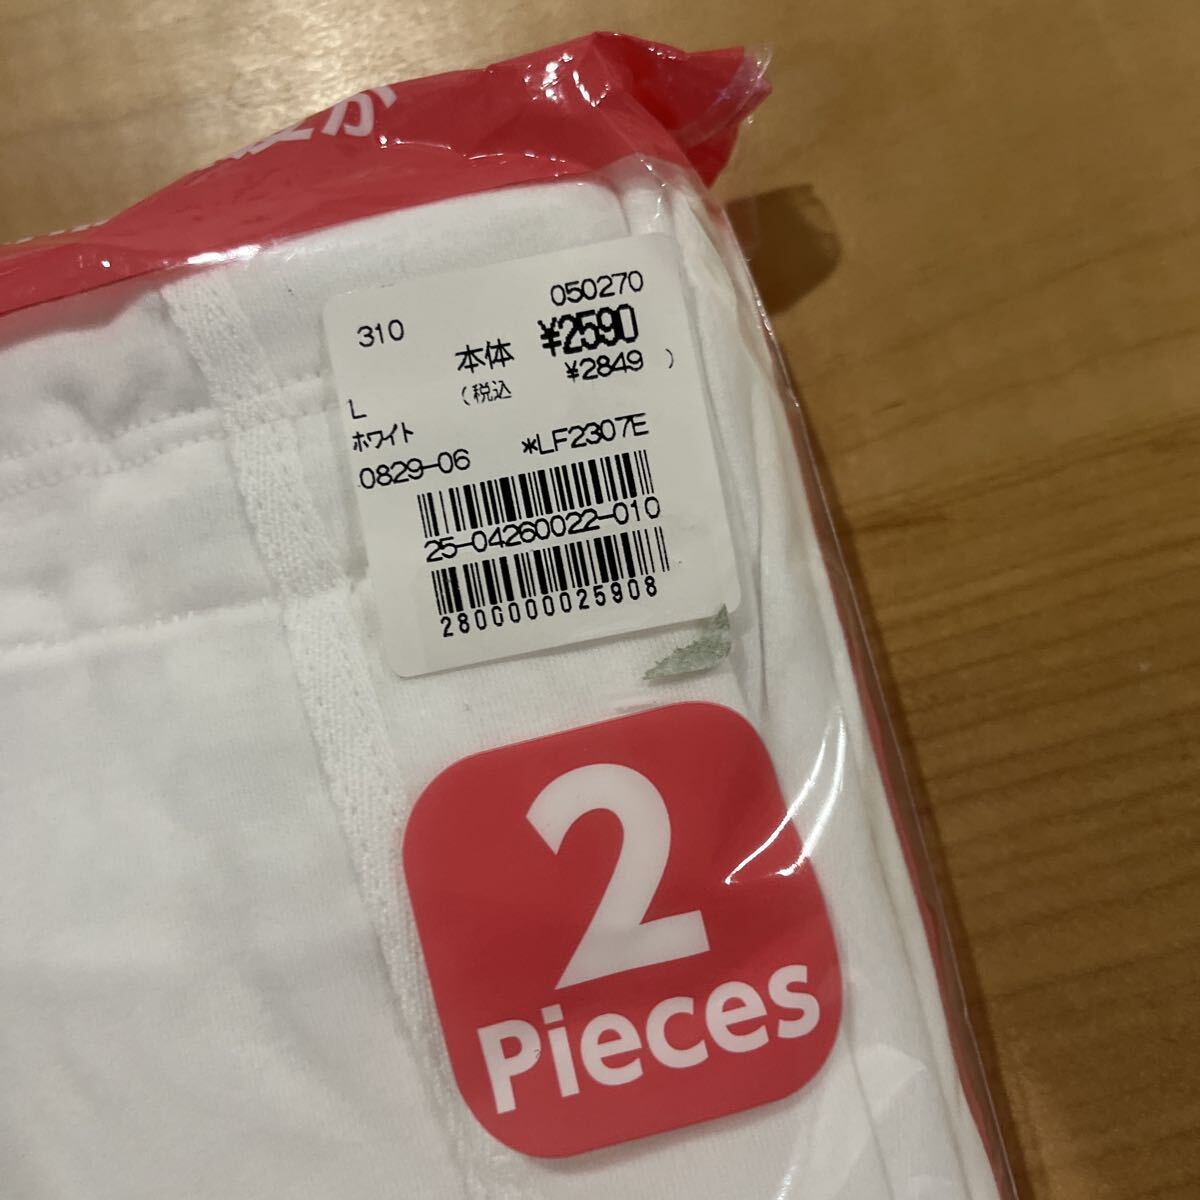 か
310
050270
本体 ¥2590
(税込 ¥2849 )
L
ホワイト
0829-06 *LF2307E
25-04260022-010
2800000025908
2
Pieces